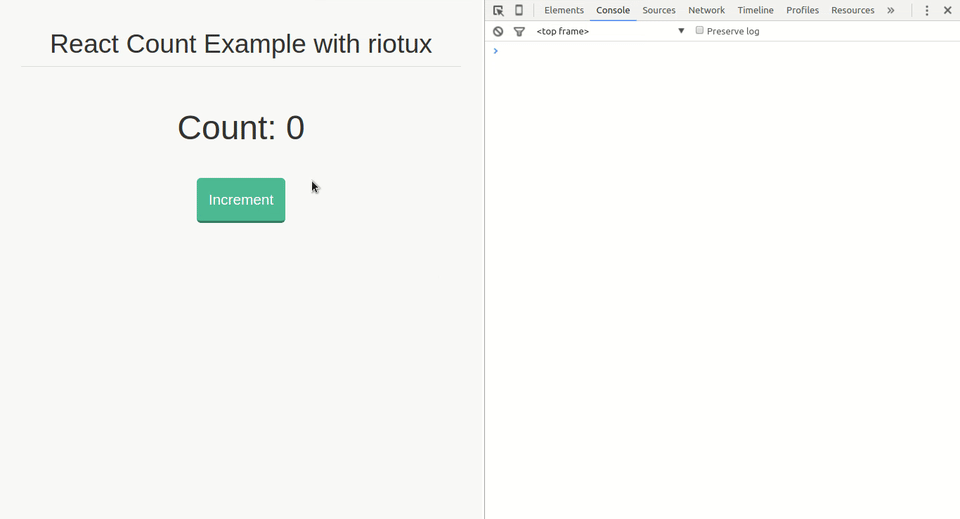 React Count Example with riotux
Count: 0
Increment
Elements Console Sources Network Timeline Profiles Resources »
<top frame> ▼ Preserve log
>